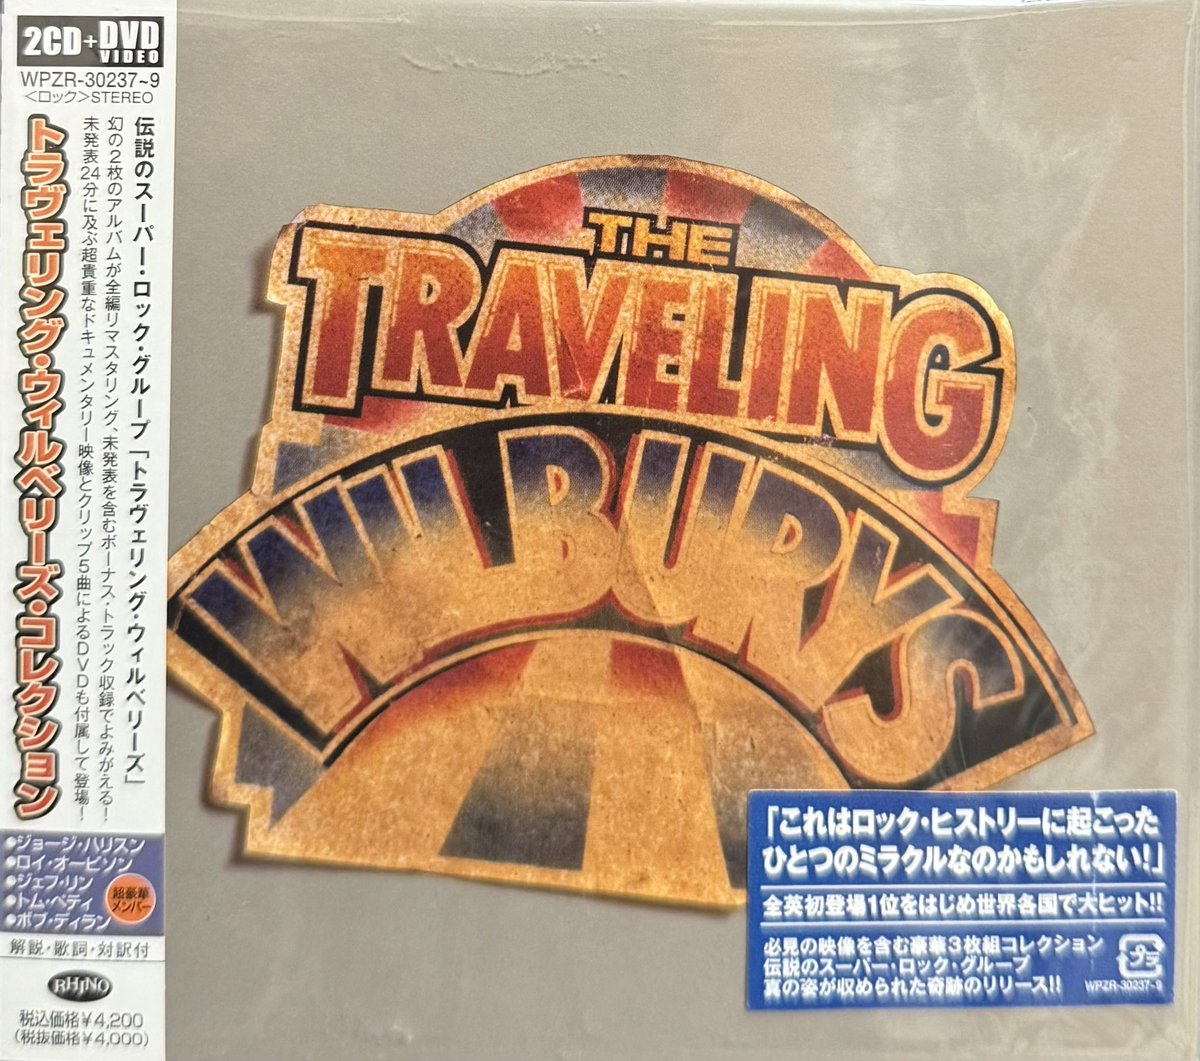 2CD+DVD
VIDEO
WPZR-30237~9
<ロック>STEREO
伝説のスーパー・ロック・グループ「トラヴェリング・ウィルベリーズ」
幻の2枚のアルバムが全編リマスタリング、未発表を含むボーナス・トラック収録でよみがえる!
未発表24分に及ぶ超貴重なドキュメンタリー映像とクリップ5曲によるDVDも付属して登場!
トラヴェリング・ウィルベリーズ・コレクション
●ジョージ・ハリスン
●ロイ・オービソン
●ジェフ・リン
●トム・ペティ
●ボブ・ディラン
超豪華
メンバー
解説・歌詞・対訳付
RHINO
税込価格¥4,200
(税抜価格¥4,000)
THE
TRAVELING
WILBURYS
「これはロック・ヒストリーに起こった
ひとつのミラクルなのかもしれない!」
全英初登場1位をはじめ世界各国で大ヒット!!
必見の映像を含む豪華3枚組コレクション
伝説のスーパー・ロック・グループ
真の姿が収められた奇跡のリリース!!
プラ
WPZR-30237~9